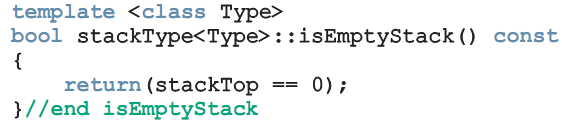 template <class Type>
bool stackType<Type>::isEmptyStack() const
{
    return(stackTop == 0);
}//end isEmptyStack